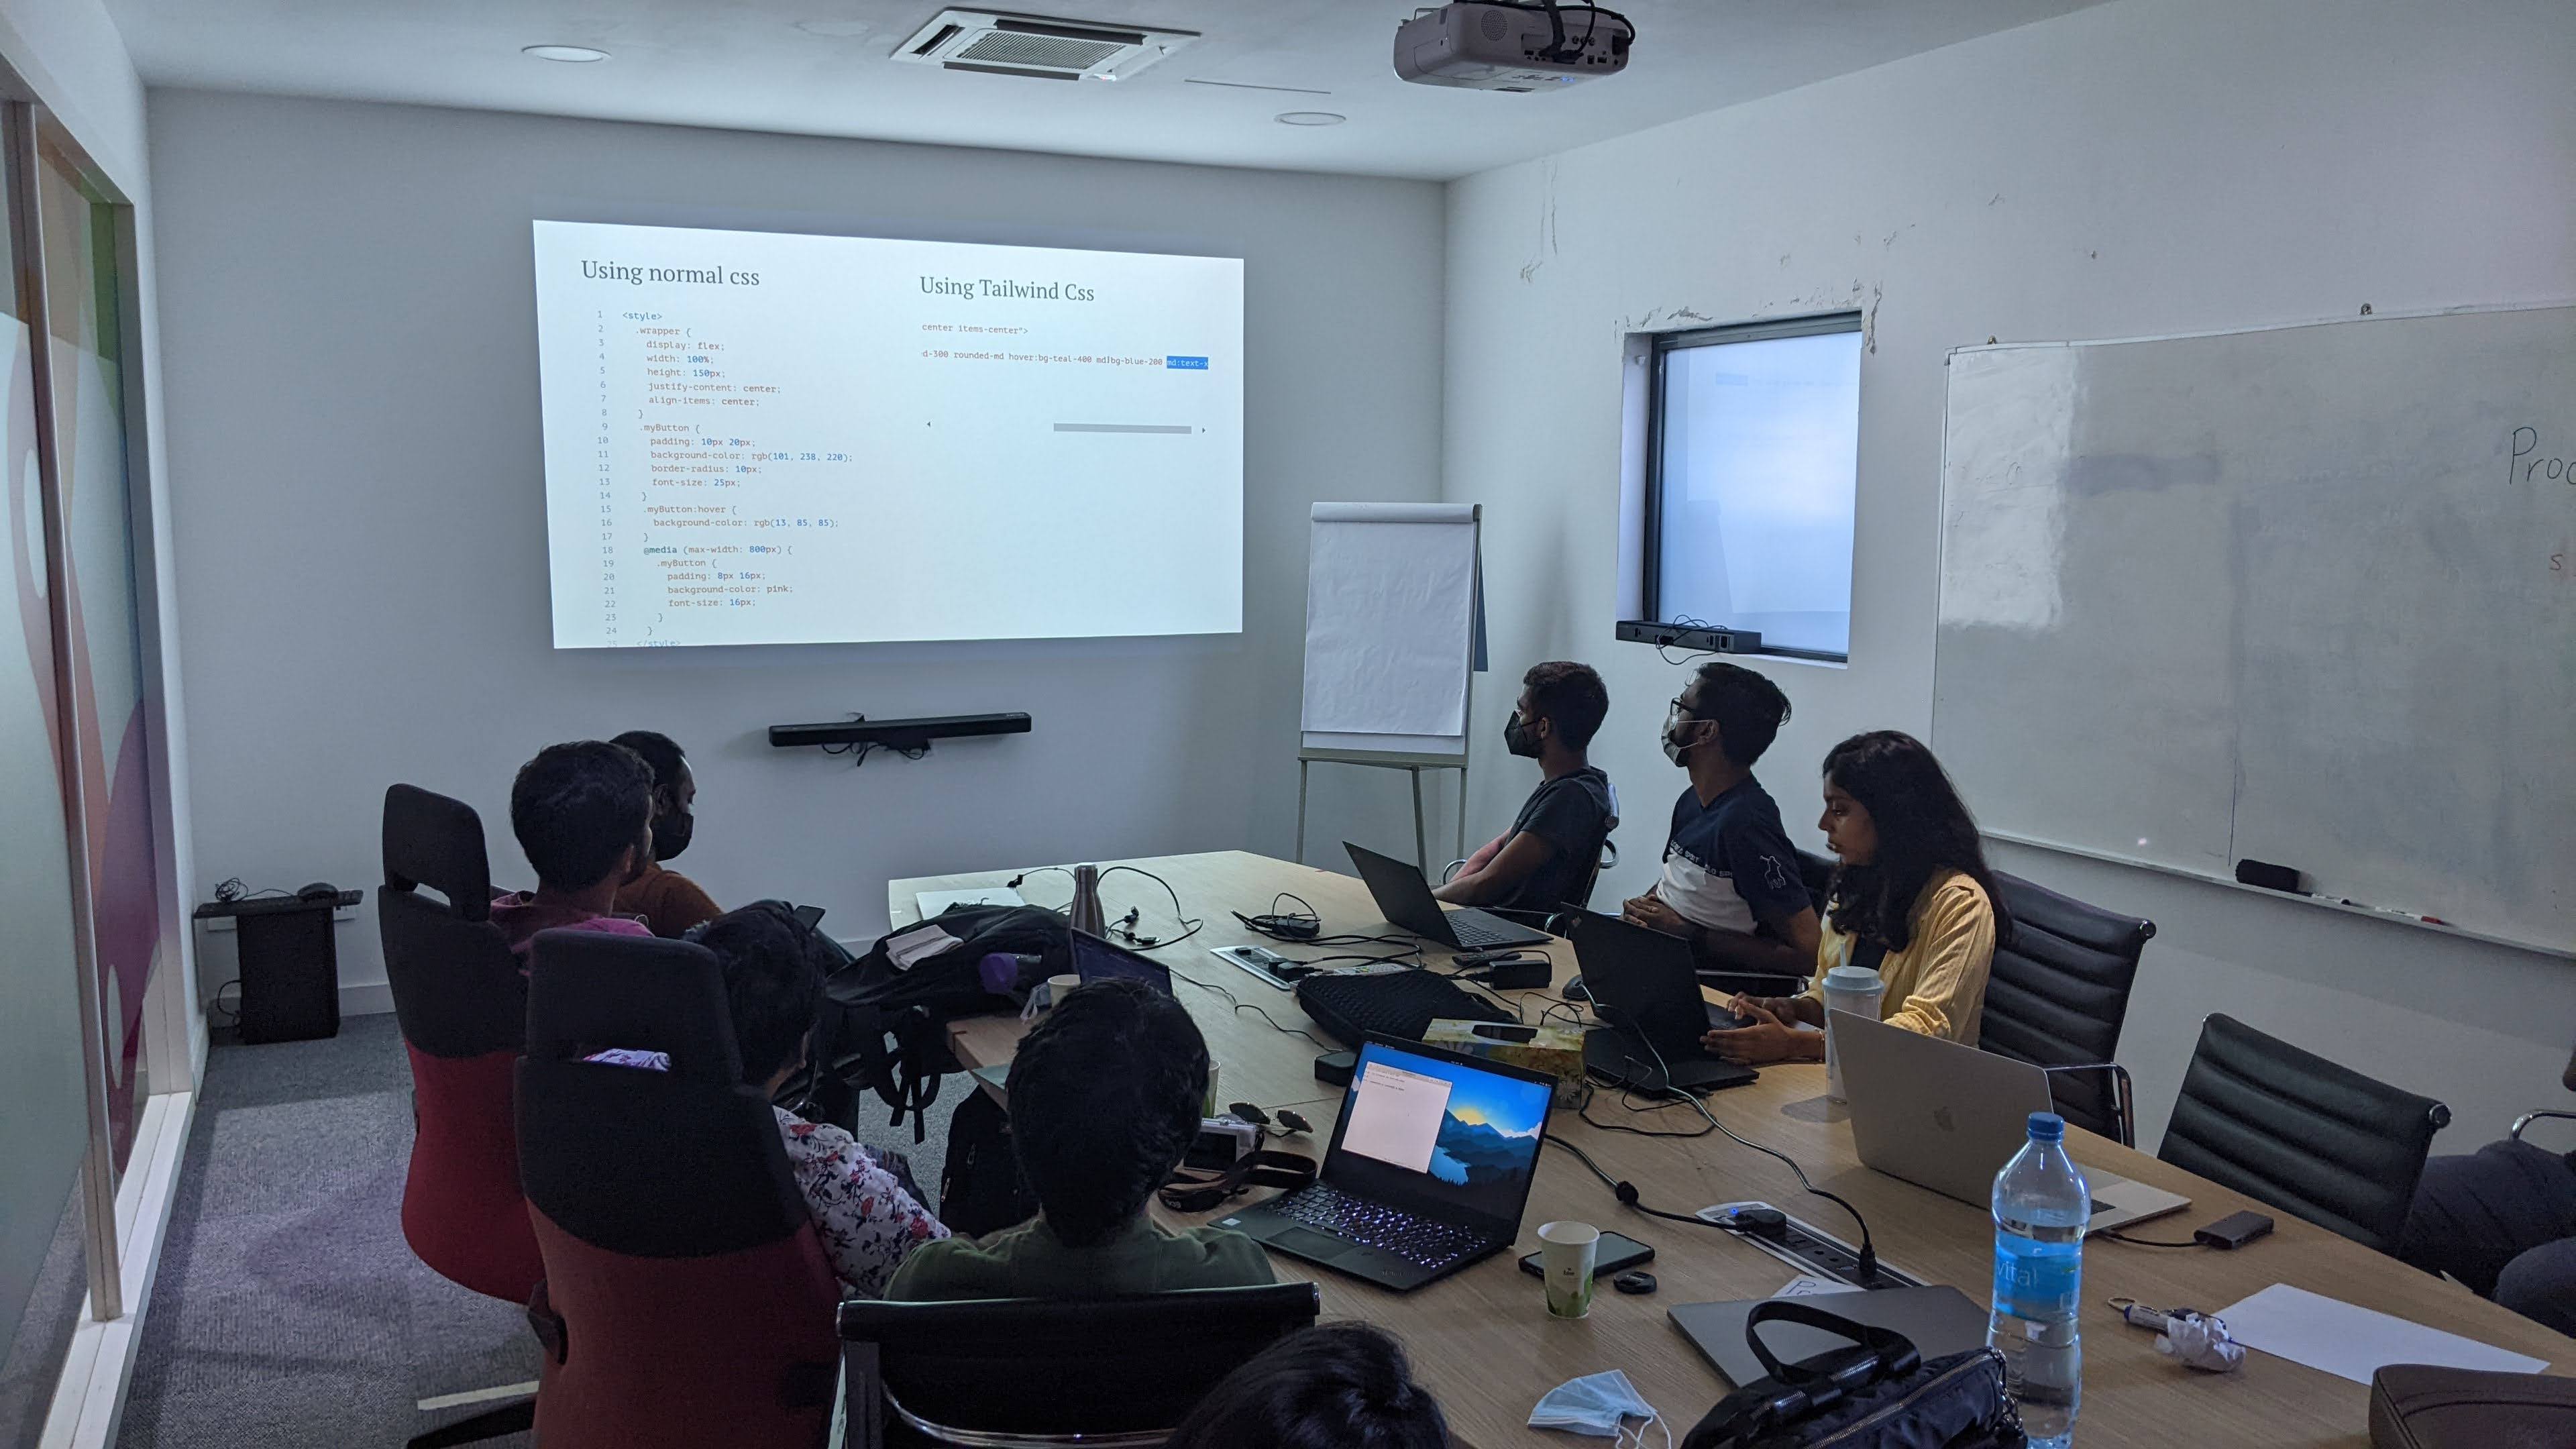 Using normal css
1 <style>
2 .wrapper {
3 display: flex;
4 width: 100%;
5 height: 150px;
6 justify-content: center;
7 align-items: center;
8 }
9 .myButton {
10 padding: 10px 20px;
11 background-color: rgb(101, 238, 220);
12 border-radius: 10px;
13 font-size: 25px;
14 }
15 .myButton:hover {
16 background-color: rgb(13, 85, 85);
17 }
18 @media (max-width: 800px) {
19 .myButton {
20 padding: 8px 16px;
21 background-color: pink;
22 font-size: 16px;
23 }
24 }
25 </style>
Using Tailwind Css
center items-center">
d-300 rounded-md hover:bg-teal-400 md:bg-blue-200 md:text-x
Proc
s
vital